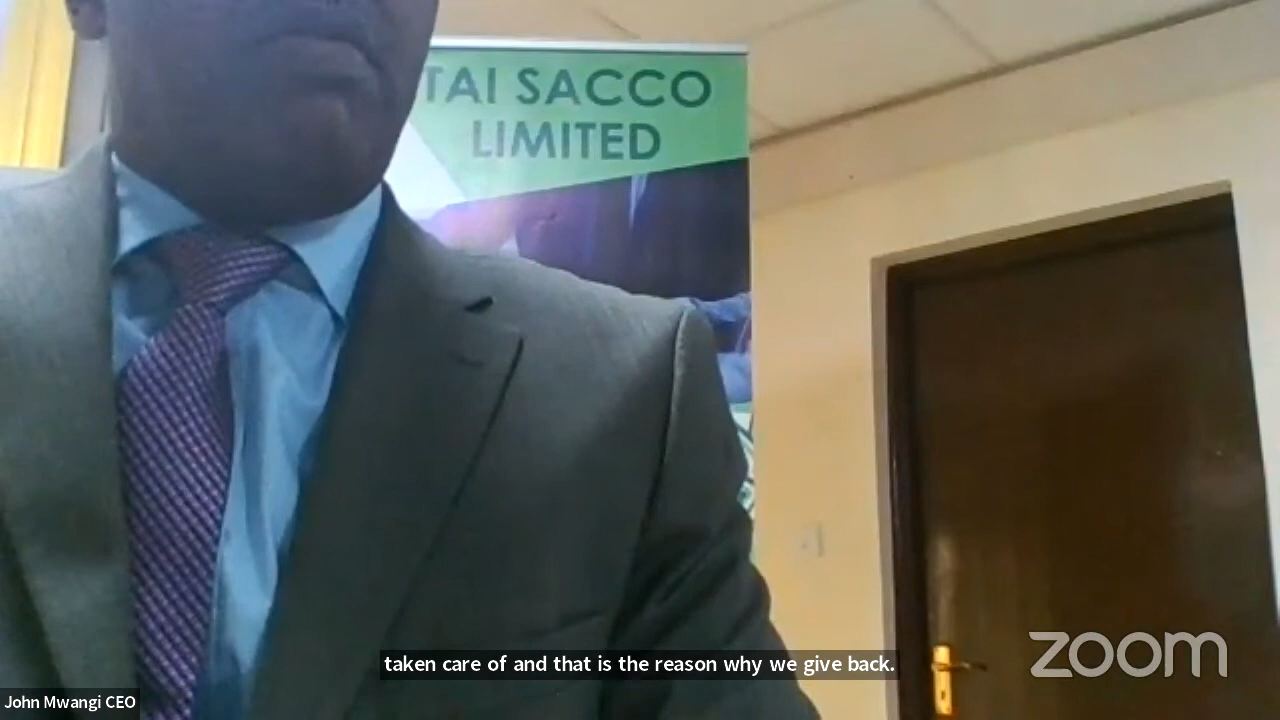 TAI SACCO
LIMITED
taken care of and that is the reason why we give back.
zoom
John Mwangi CEO